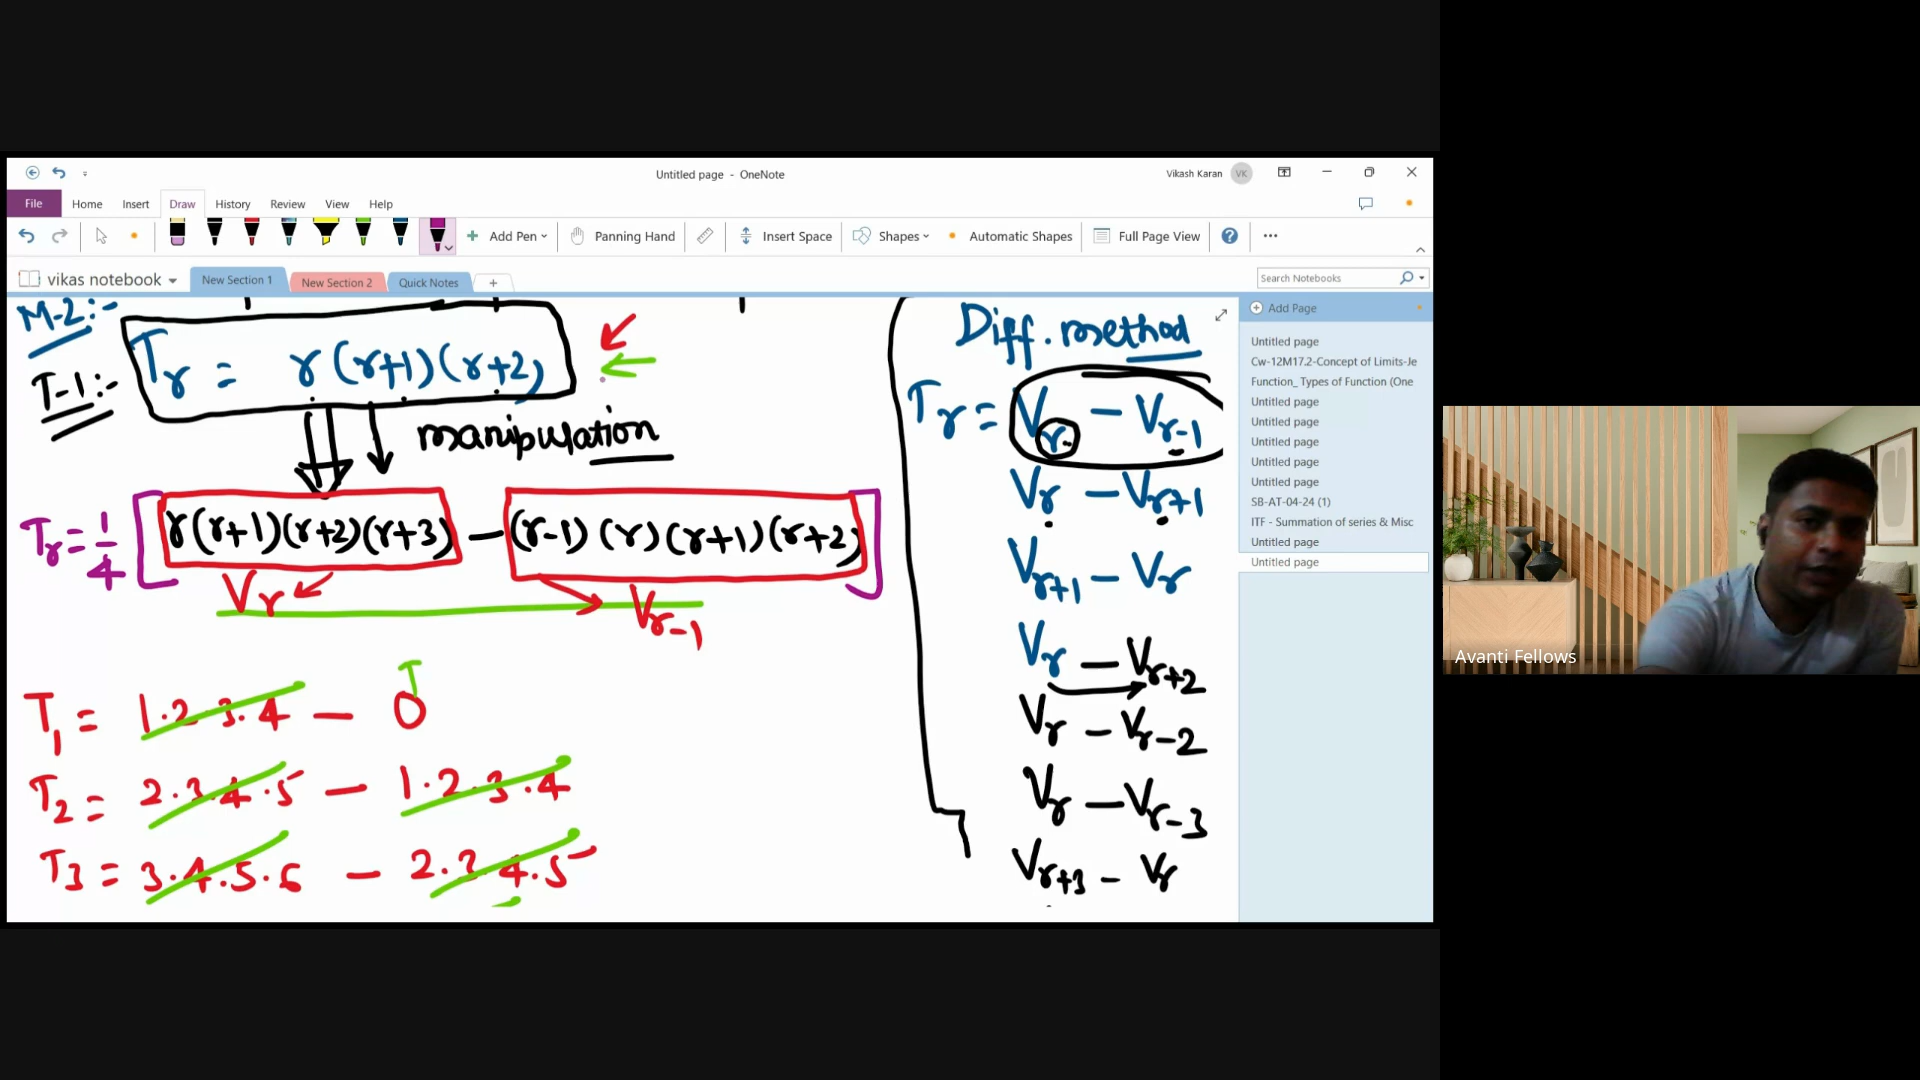 Untitled page - OneNote
Vikash Karan VK
File Home Insert Draw History Review View Help
Add Pen Panning Hand Insert Space Shapes Automatic Shapes Full Page View
vikas notebook New Section 1 New Section 2 Quick Notes
Search Notebooks
M-2:-
T-1:-
Tr = r(r+1)(r+2)
manipulation
Tr = 1/4 [r(r+1)(r+2)(r+3) - (r-1)(r)(r+1)(r+2)]
Vr Vr-1
T1 = 1.2.3.4 - 0
T2 = 2.3.4.5 - 1.2.3.4
T3 = 3.4.5.6 - 2.3.4.5
Diff. method
Tr = Vr - Vr-1
Vr - Vr+1
Vr+1 - Vr
Vr - Vr+2
Vr - Vr-2
Vr - Vr-3
Vr+3 - Vr
Add Page
Untitled page
Cw-12M17.2-Concept of Limits-Je
Function_ Types of Function (One
Untitled page
Untitled page
Untitled page
Untitled page
Untitled page
SB-AT-04-24 (1)
ITF - Summation of series & Misc
Untitled page
Untitled page
Avanti Fellows